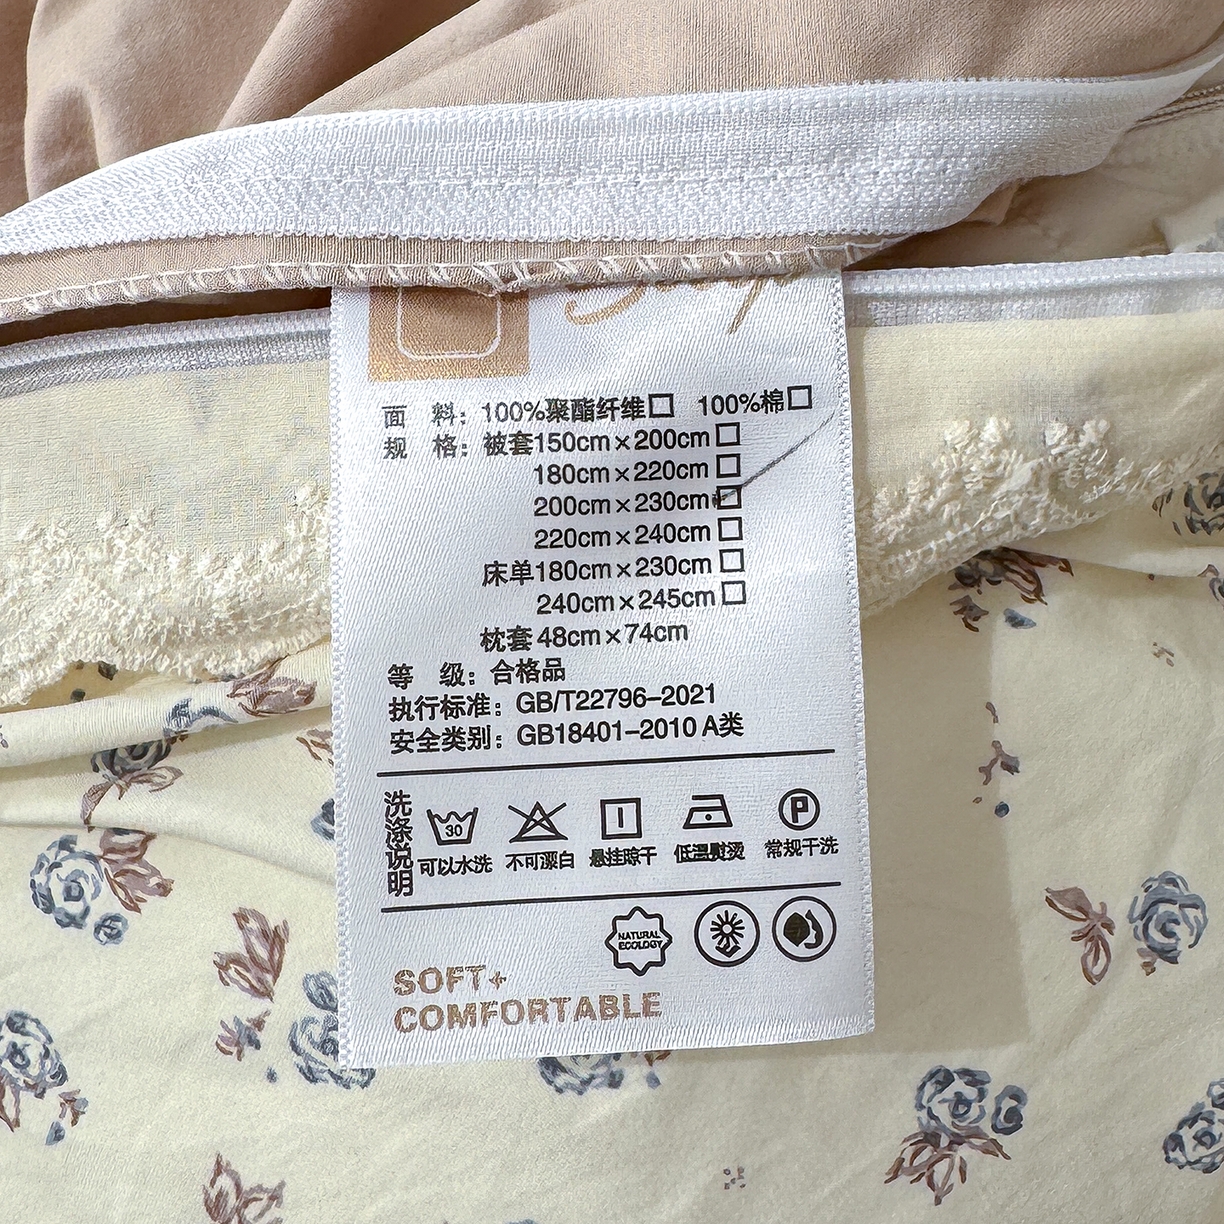 面 料：100%聚酯纤维□ 100%棉□
规 格：被套150cm×200cm□
180cm×220cm□
200cm×230cm□
220cm×240cm□
床单180cm×230cm□
240cm×245cm□
枕套 48cm×74cm
等 级：合格品
执行标准：GB/T22796-2021
安全类别：GB18401-2010 A类
洗涤说明
30
P
可以水洗 不可漂白 悬挂晾干 低温熨烫 常规干洗
NATURAL
ECOLOGY
SOFT+
COMFORTABLE